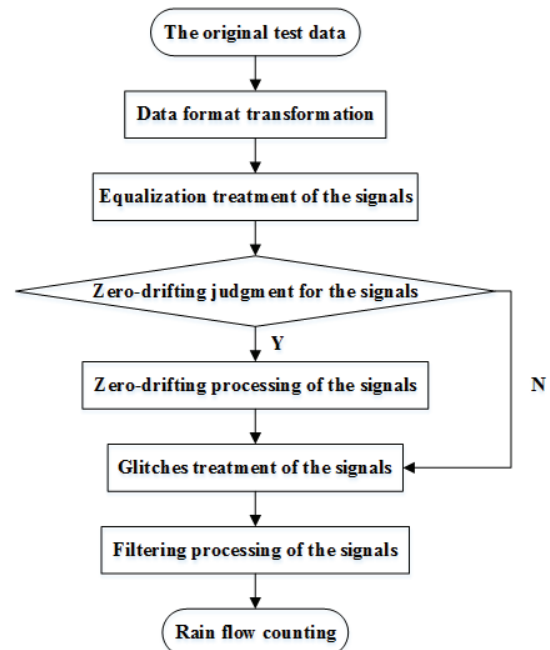 The original test data
Data format transformation
Equalization treatment of the signals
Zero-drifting judgment for the signals
Y
Zero-drifting processing of the signals
N
Glitches treatment of the signals
Filtering processing of the signals
Rain flow counting